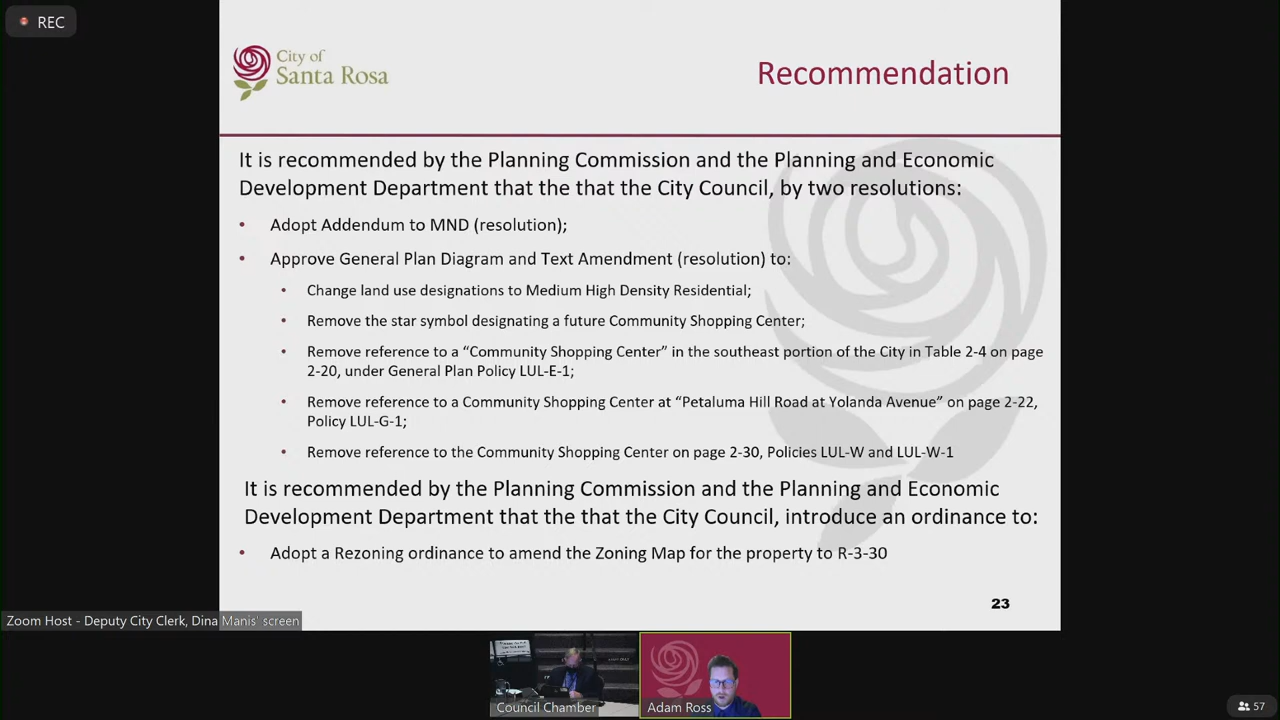 REC
City of
Santa Rosa
Recommendation
It is recommended by the Planning Commission and the Planning and Economic
Development Department that the that the City Council, by two resolutions:
• Adopt Addendum to MND (resolution);
• Approve General Plan Diagram and Text Amendment (resolution) to:
• Change land use designations to Medium High Density Residential;
• Remove the star symbol designating a future Community Shopping Center;
• Remove reference to a “Community Shopping Center” in the southeast portion of the City in Table 2-4 on page
2-20, under General Plan Policy LUL-E-1;
• Remove reference to a Community Shopping Center at “Petaluma Hill Road at Yolanda Avenue” on page 2-22,
Policy LUL-G-1;
• Remove reference to the Community Shopping Center on page 2-30, Policies LUL-W and LUL-W-1
It is recommended by the Planning Commission and the Planning and Economic
Development Department that the that the City Council, introduce an ordinance to:
• Adopt a Rezoning ordinance to amend the Zoning Map for the property to R-3-30
23
Zoom Host - Deputy City Clerk, Dina Manis' screen
Council Chamber
Adam Ross
57